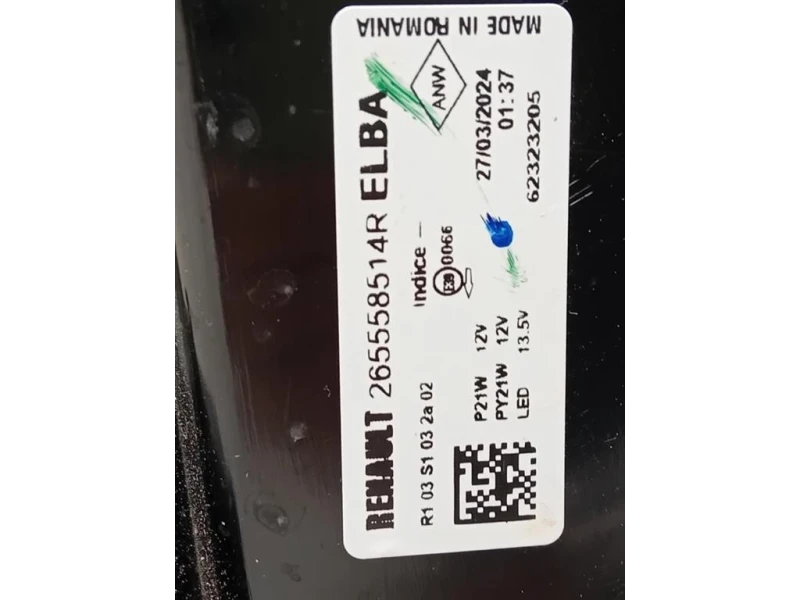 RENAULT 265558514R ELBA
R1 03 S1 03 2a 02
Indice -
0066
ANW
P21W 12V
PY21W 12V
LED 13.5V
27/03/2024
01:37
62323205
MADE IN ROMANIA